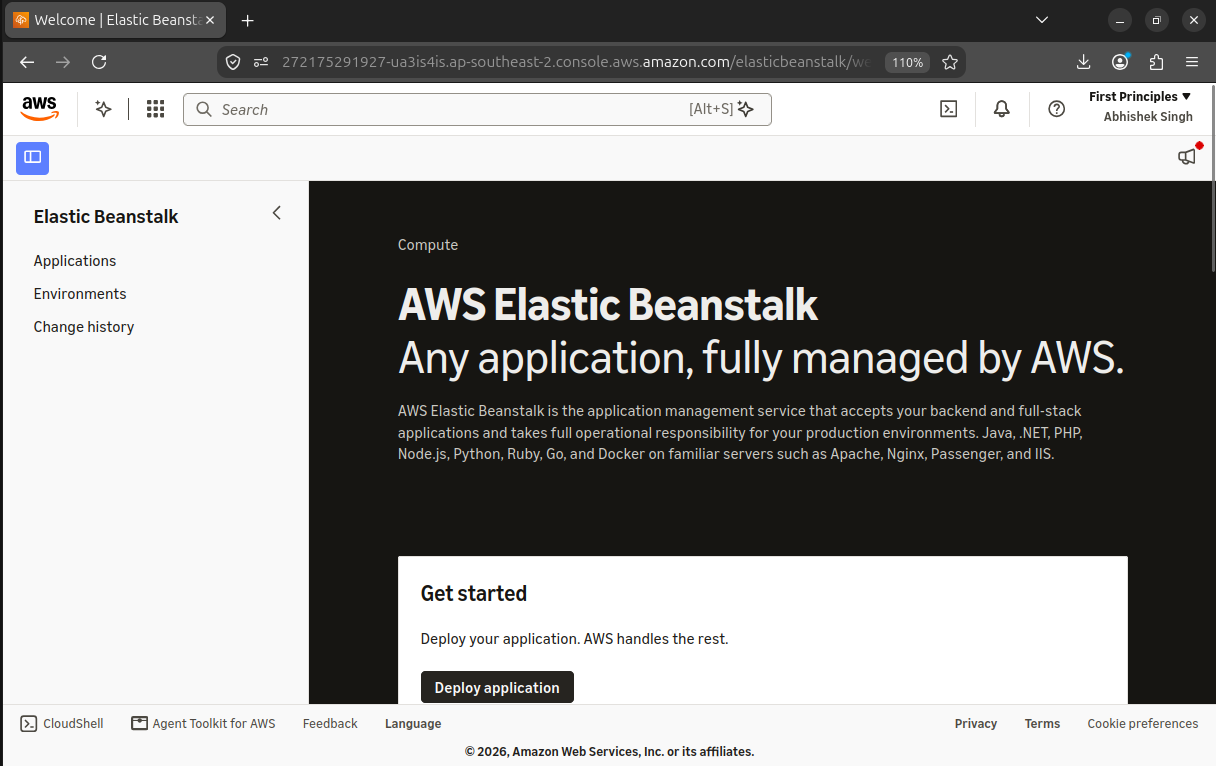 Welcome | Elastic Beanst
272175291927-ua3is4is.ap-southeast-2.console.aws.amazon.com/elasticbeanstalk/we
110%
aws
Search
[Alt+S]
First Principles
Abhishek Singh
Elastic Beanstalk
Applications
Environments
Change history
Compute
AWS Elastic Beanstalk
Any application, fully managed by AWS.
AWS Elastic Beanstalk is the application management service that accepts your backend and full-stack
applications and takes full operational responsibility for your production environments. Java, .NET, PHP,
Node.js, Python, Ruby, Go, and Docker on familiar servers such as Apache, Nginx, Passenger, and IIS.
Get started
Deploy your application. AWS handles the rest.
Deploy application
CloudShell
Agent Toolkit for AWS
Feedback
Language
Privacy
Terms
Cookie preferences
© 2026, Amazon Web Services, Inc. or its affiliates.